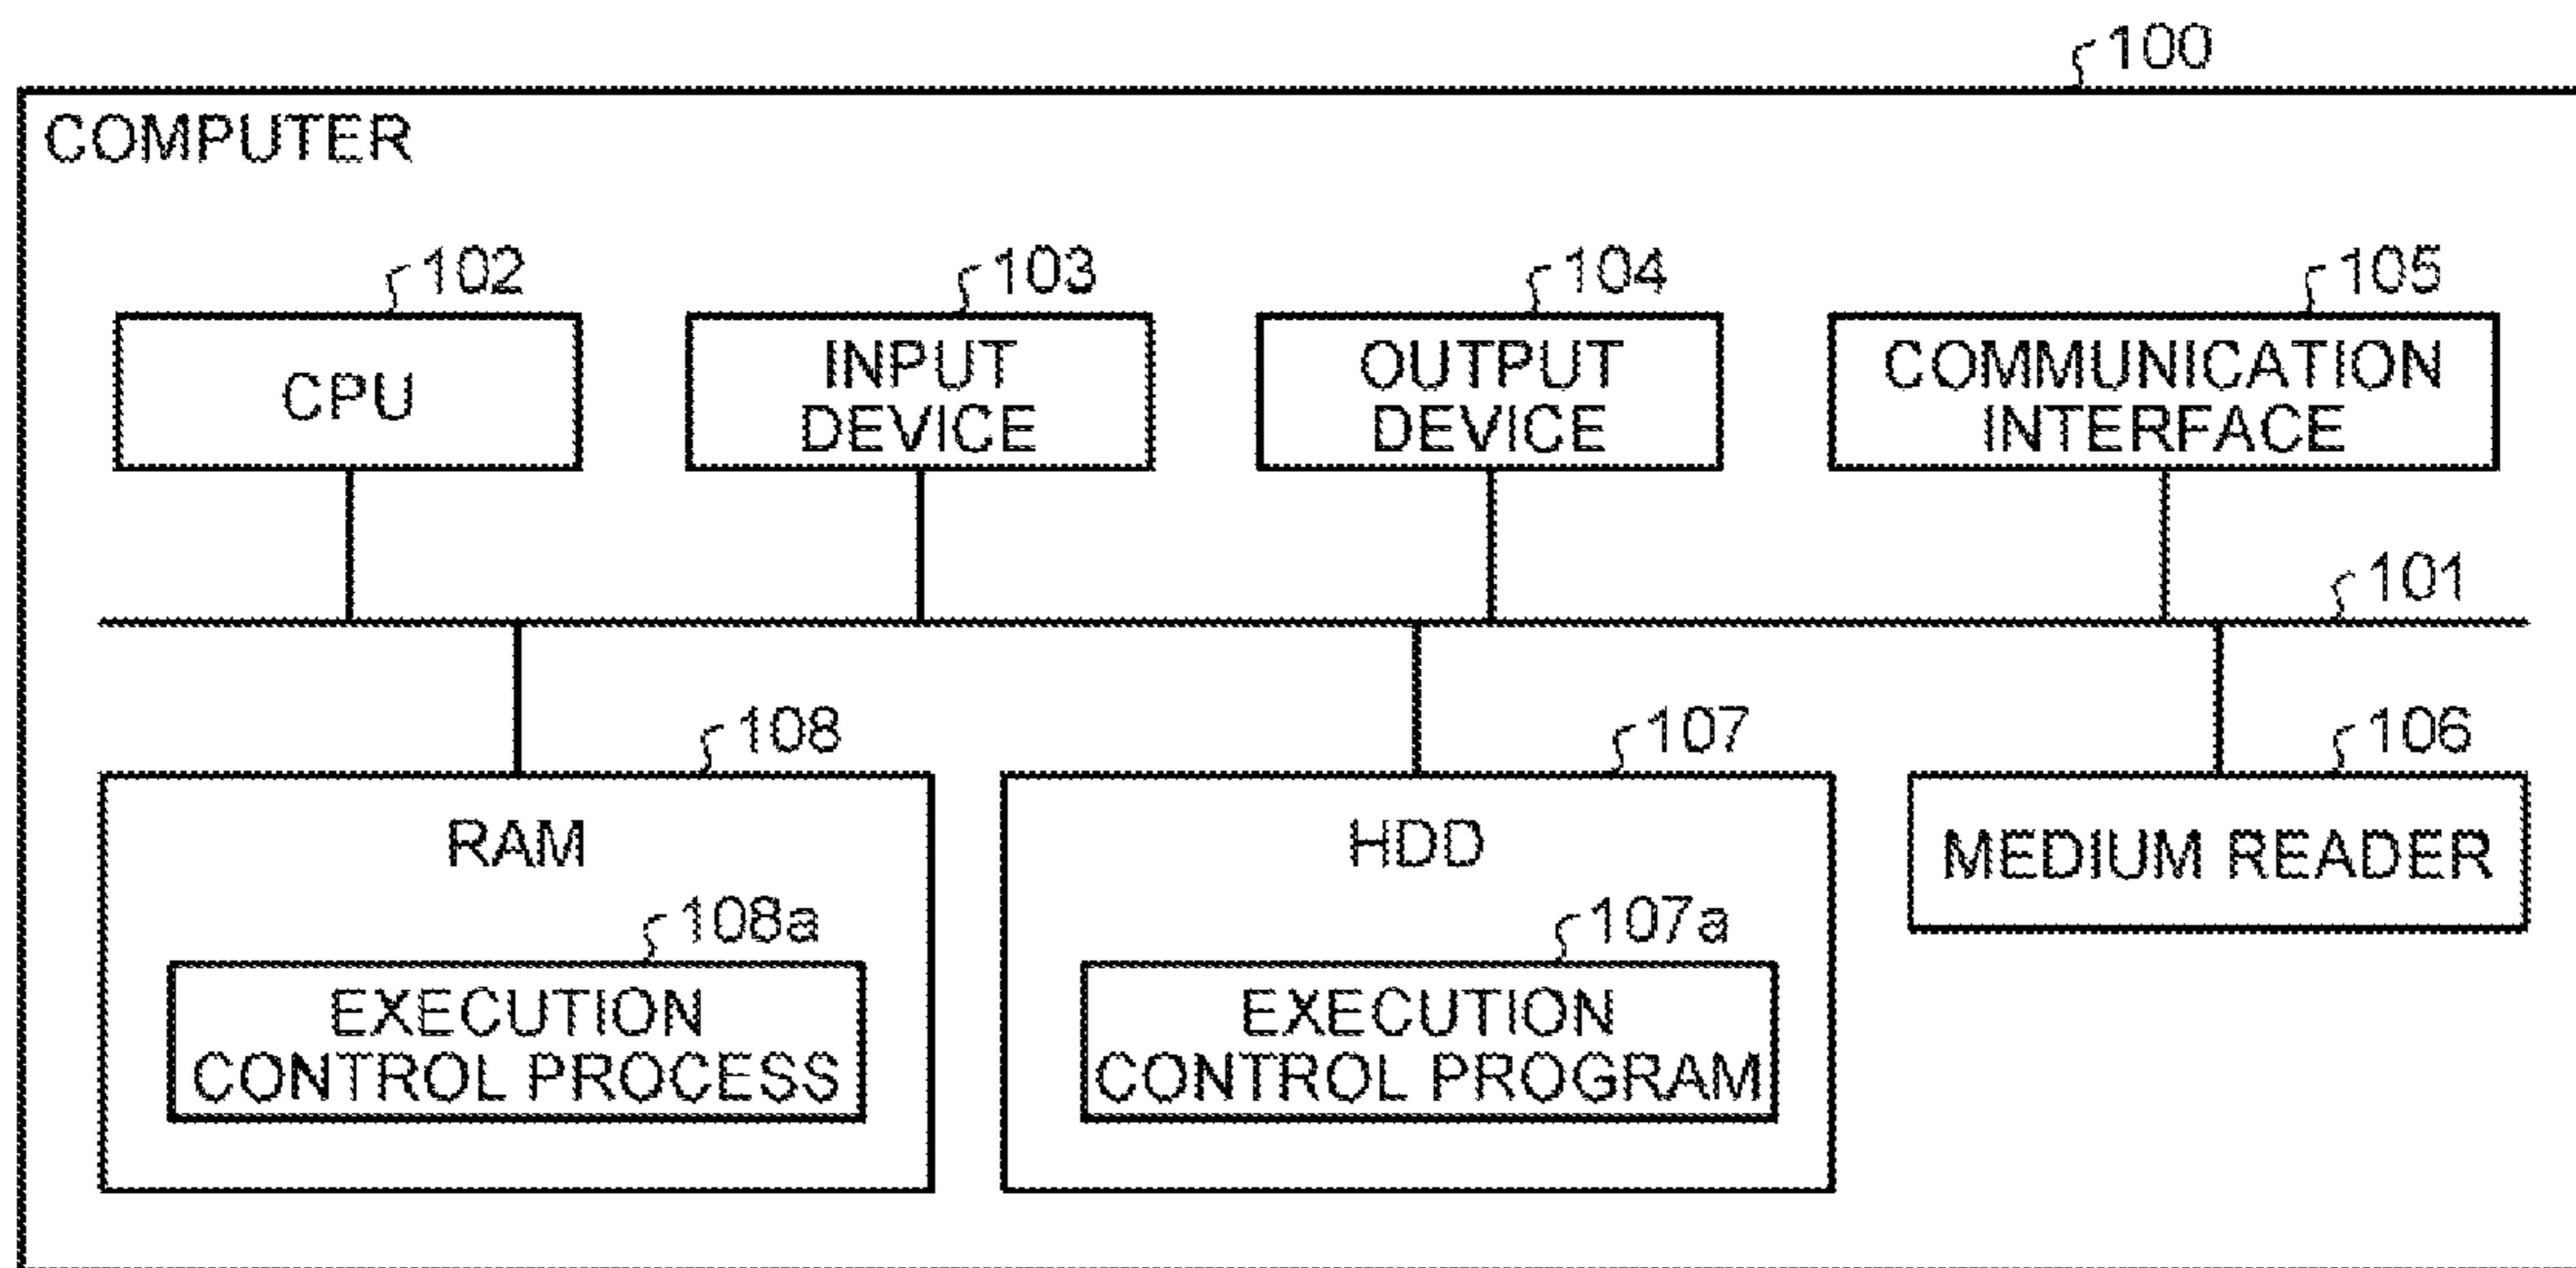 100
COMPUTER
102
103
104
105
CPU
INPUT
DEVICE
OUTPUT
DEVICE
COMMUNICATION
INTERFACE
101
108
107
106
RAM
HDD
MEDIUM READER
108a
107a
EXECUTION
CONTROL PROCESS
EXECUTION
CONTROL PROGRAM